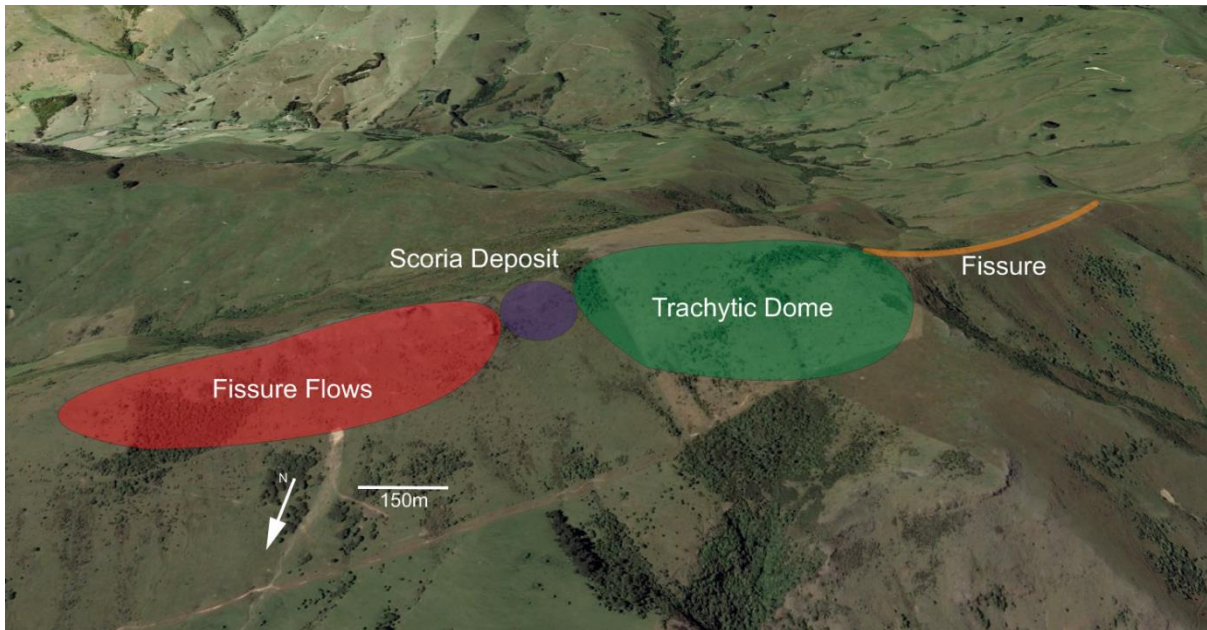 Scoria Deposit
Fissure
Trachytic Dome
Fissure Flows
N
150m